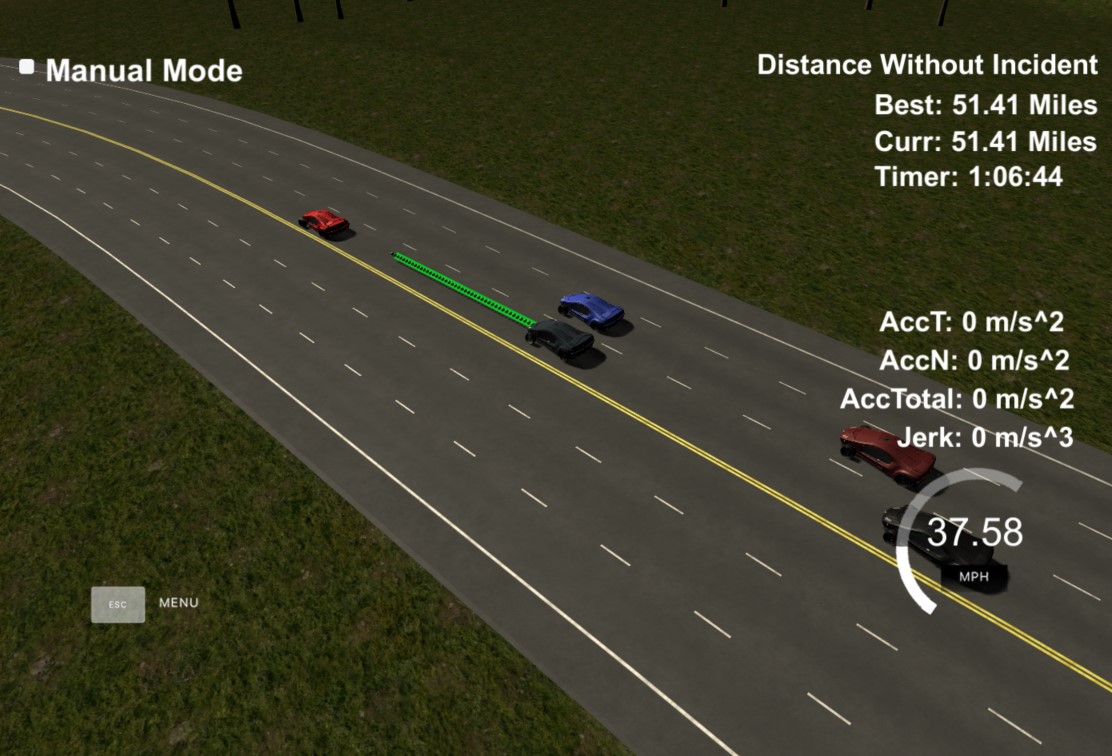 Manual Mode
Distance Without Incident
Best: 51.41 Miles
Curr: 51.41 Miles
Timer: 1:06:44
AccT: 0 m/s^2
AccN: 0 m/s^2
AccTotal: 0 m/s^2
Jerk: 0 m/s^3
37.58
MPH
ESC MENU